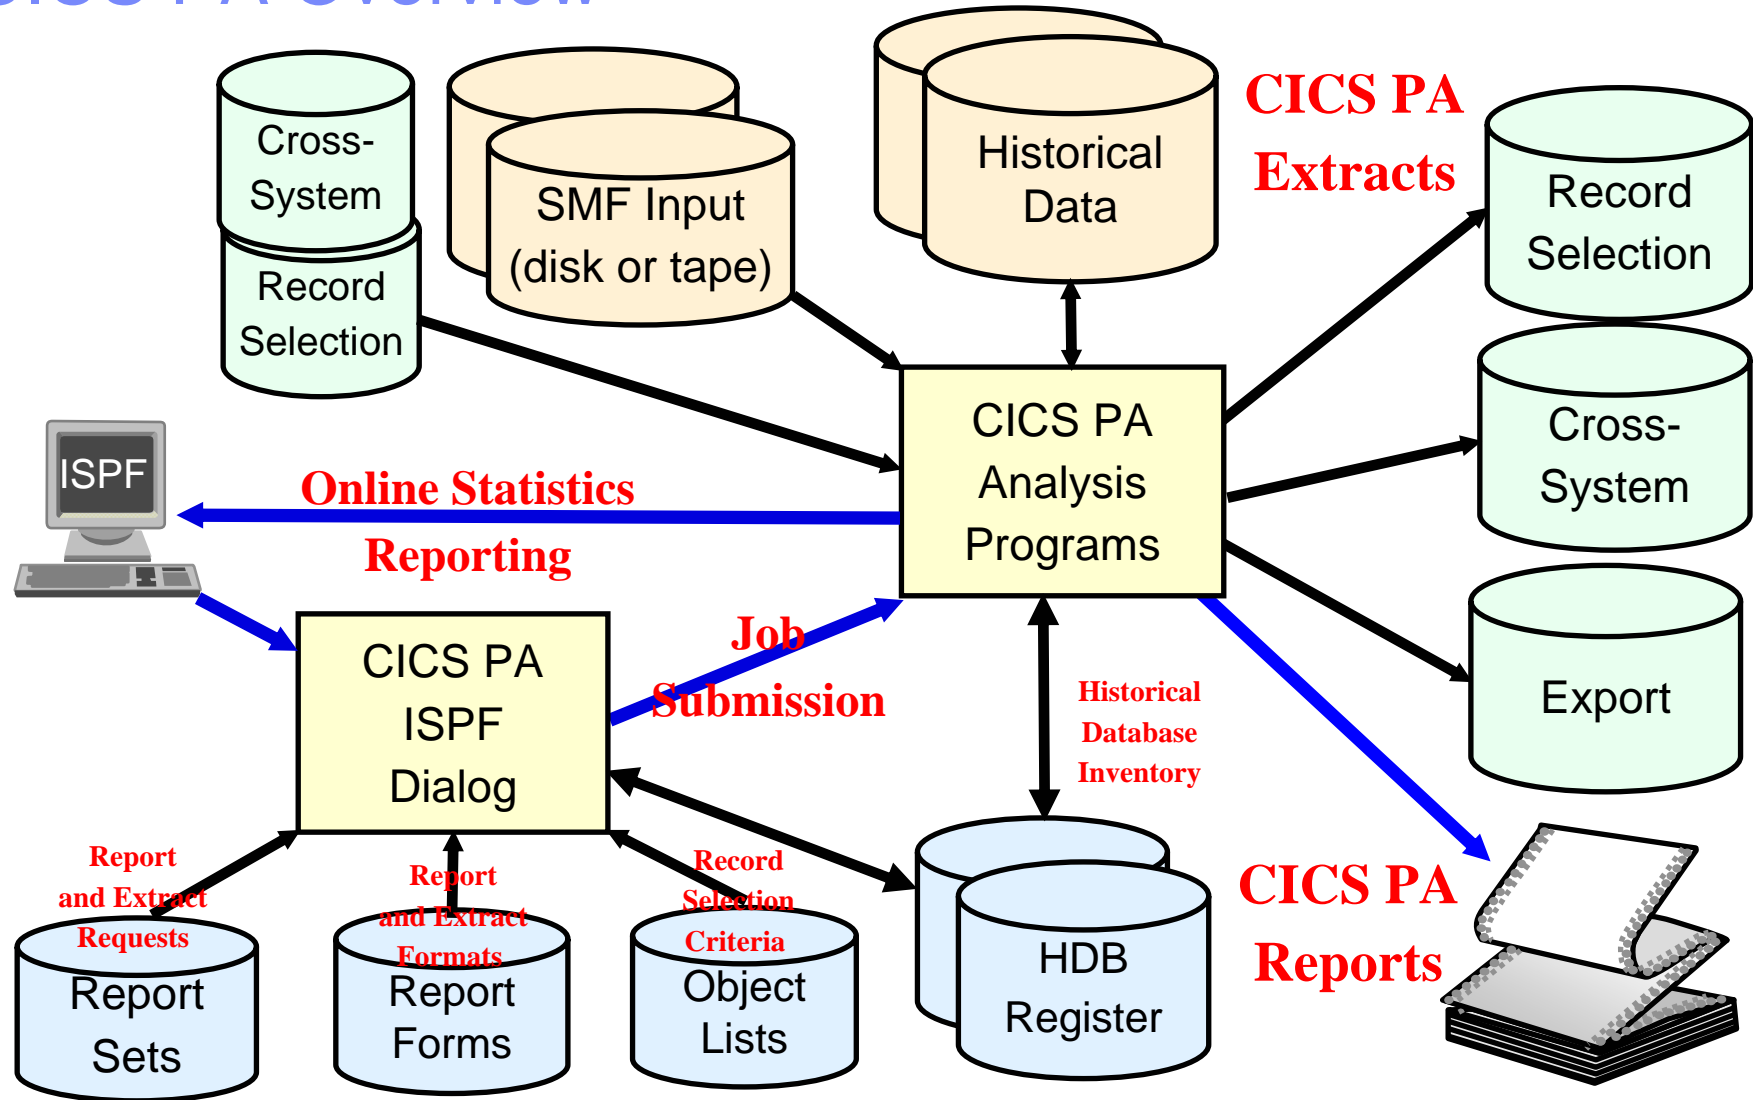 CICS PA Overview
Cross-
System
Record
Selection
SMF Input
(disk or tape)
Historical
Data
CICS PA
Extracts
Record
Selection
Cross-
System
Export
ISPF
Online Statistics
Reporting
CICS PA
Analysis
Programs
CICS PA
ISPF
Dialog
Job
Submission
Historical
Database
Inventory
Report
and Extract
Requests
Report
Sets
Report
and Extract
Formats
Report
Forms
Record
Selection
Criteria
Object
Lists
HDB
Register
CICS PA
Reports